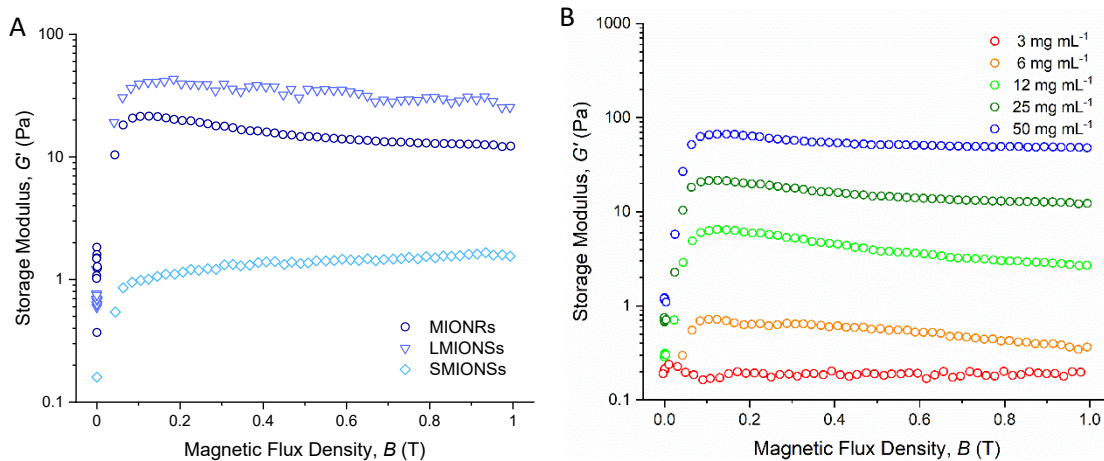 A
Storage Modulus, G' (Pa)
100
10
1
0.1
0.0
0.2
0.4
0.6
0.8
1
Magnetic Flux Density, B (T)
MIONRs
LMIONSs
SMIONSs
B
Storage Modulus, G' (Pa)
1000
100
10
1
0.1
0.0
0.2
0.4
0.6
0.8
1.0
Magnetic Flux Density, B (T)
3 mg mL⁻¹
6 mg mL⁻¹
12 mg mL⁻¹
25 mg mL⁻¹
50 mg mL⁻¹